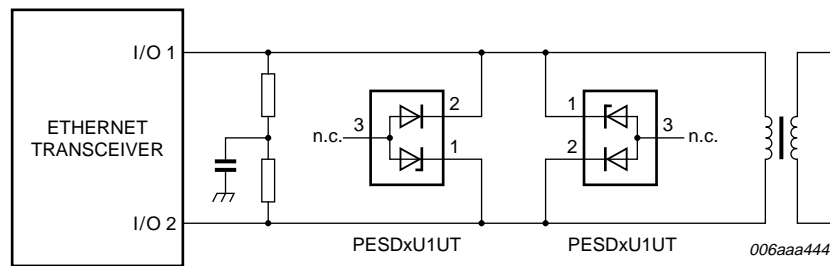 I/O 1
ETHERNET
TRANSCEIVER
I/O 2
n.c.
3
2
1
PESDxU1UT
1
2
3
n.c.
PESDxU1UT
006aaa444